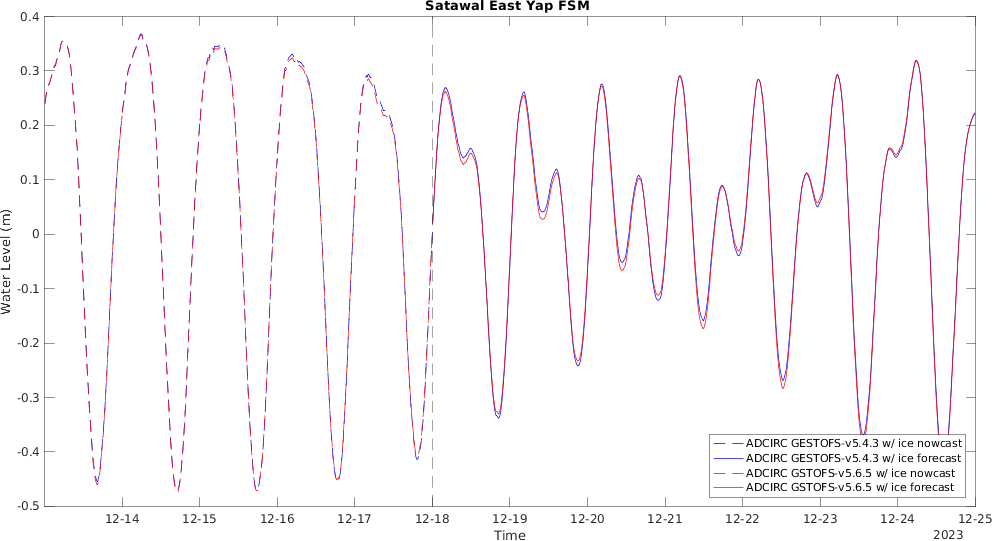 Satawal East Yap FSM
0.4
0.3
0.2
0.1
0
-0.1
-0.2
-0.3
-0.4
-0.5
Water Level (m)
ADCIRC GESTOFS-v5.4.3 w/ ice nowcast
ADCIRC GESTOFS-v5.4.3 w/ ice forecast
ADCIRC GSTOFS-v5.6.5 w/ ice nowcast
ADCIRC GSTOFS-v5.6.5 w/ ice forecast
12-14 12-15 12-16 12-17 12-18 12-19 12-20 12-21 12-22 12-23 12-24 12-25
Time
2023